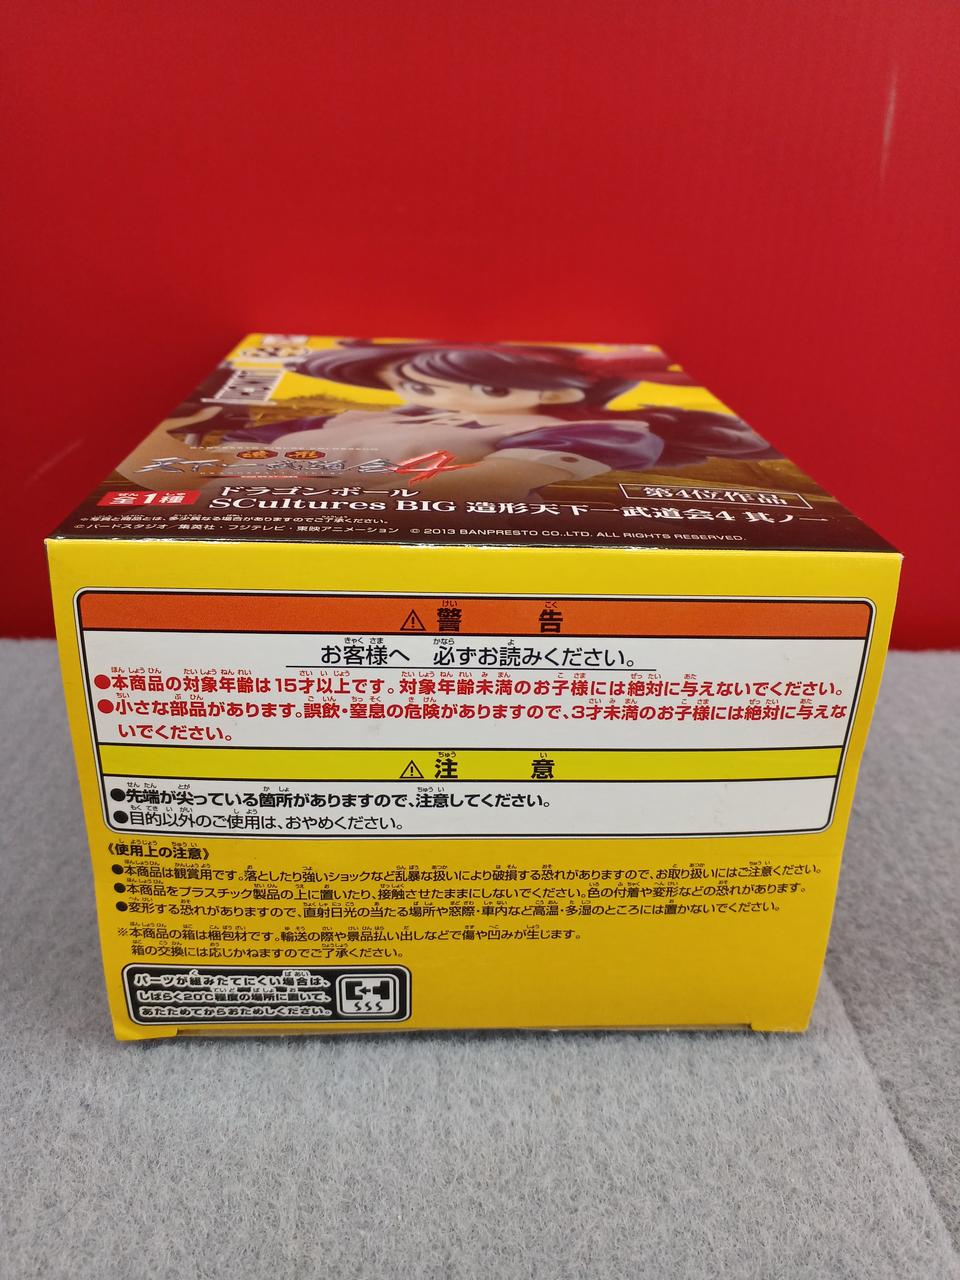 造形
天下一武道会4
全1種
ドラゴンボール
SCultures BIG 造形天下一武道会4 其ノ一
第4位作品
※写真と商品とは、多少異なる場合がありますのでご了承ください。
©バードスタジオ/集英社・フジテレビ・東映アニメーション ©2013 BANPRESTO CO.,LTD. ALL RIGHTS RESERVED.
⚠警告
お客様へ 必ずお読みください。
●本商品の対象年齢は15才以上です。対象年齢未満のお子様には絶対に与えないでください。
●小さな部品があります。誤飲・窒息の危険がありますので、3才未満のお子様には絶対に与えな
いでください。
⚠注意
●先端が尖っている箇所がありますので、注意してください。
●目的以外のご使用は、おやめください。
《使用上の注意》
●本商品は観賞用です。落としたり強いショックなど乱暴な扱いにより破損する恐れがありますので、お取り扱いにはご注意ください。
●本商品をプラスチック製品の上に置いたり、接触させたままにしないでください。色の付着や変形などの恐れがあります。
●変形する恐れがありますので、直射日光の当たる場所や窓際・車内など高温・多湿のところには置かないでください。
※本商品の箱は梱包材です。輸送の際や景品払い出しなどで傷や凹みが生じます。
箱の交換には応じかねますのでご了承ください。
パーツが組みたてにくい場合は、
しばらく20℃程度の場所に置いて、
あたためてからおためしください。